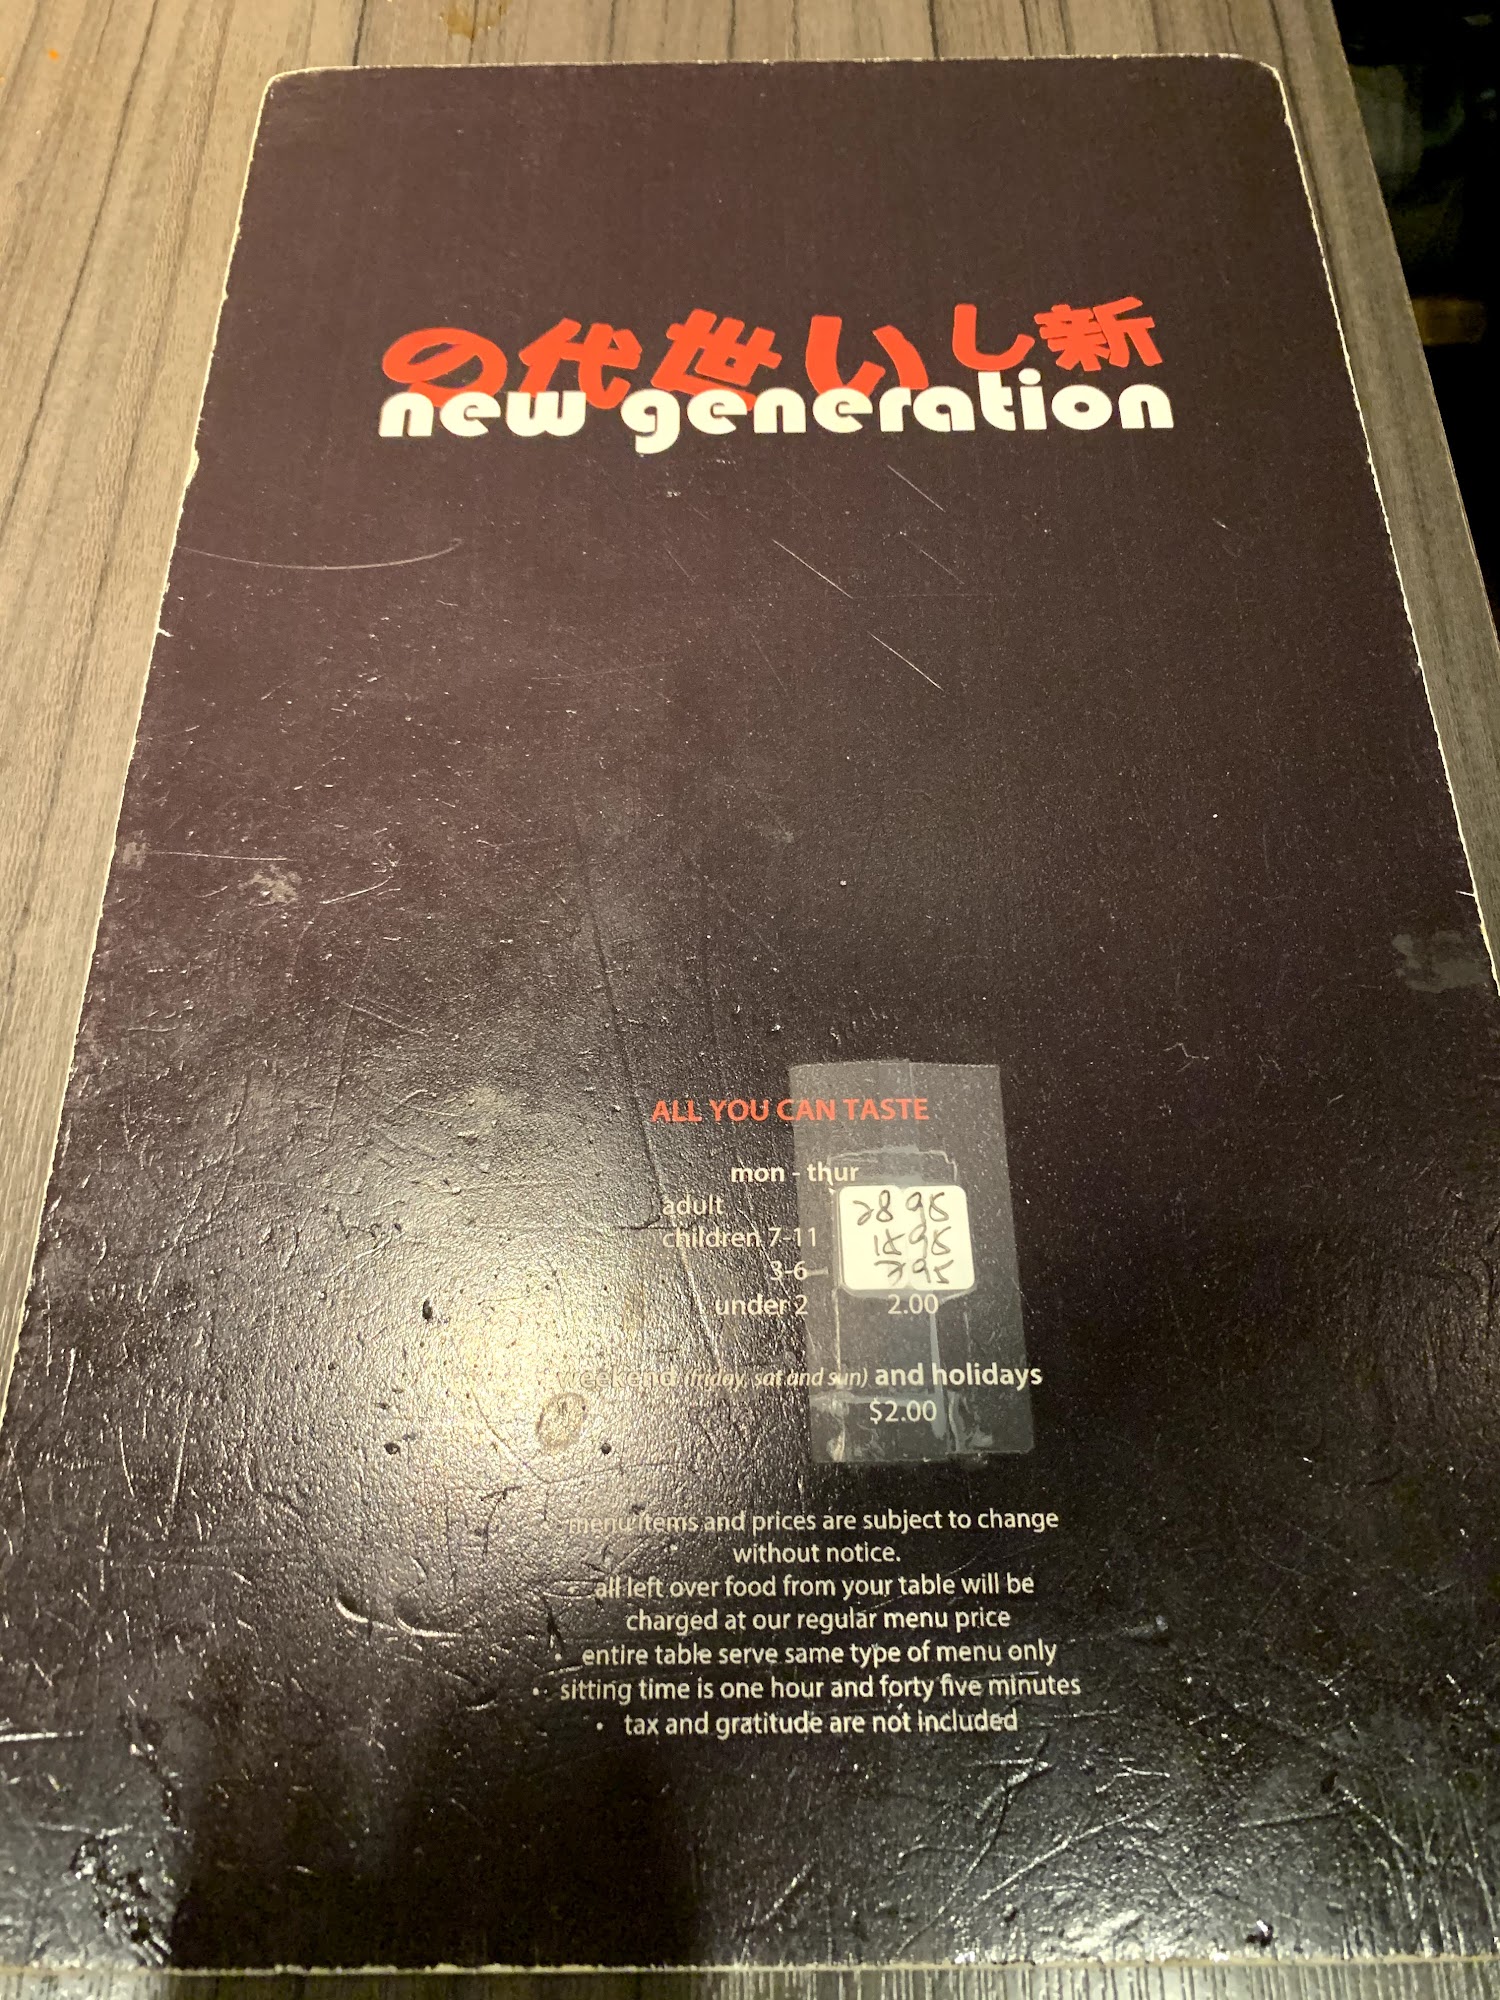 新しい世代の
new generation
ALL YOU CAN TASTE
mon - thur
adult 28 95
children 7-11
3-6 7 95
under 2 2.00
weekend (friday, sat and sun) and holidays
$2.00
menu items and prices are subject to change
without notice.
• all left over food from your table will be
charged at our regular menu price
• entire table serve same type of menu only
• sitting time is one hour and forty five minutes
• tax and gratitude are not included